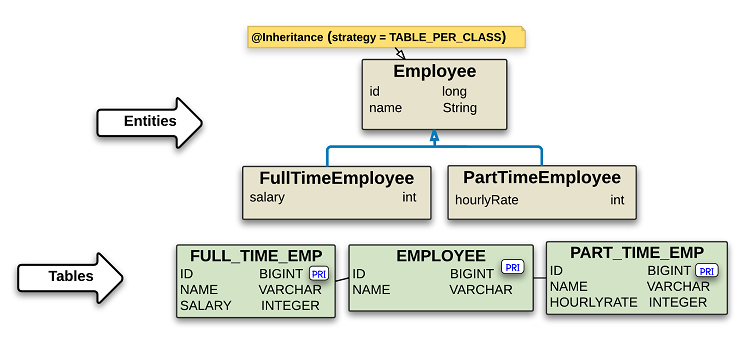 @Inheritance (strategy = TABLE_PER_CLASS)
Employee
id long
name String
Entities
FullTimeEmployee
salary int
PartTimeEmployee
hourlyRate int
Tables
FULL_TIME_EMP
ID BIGINT PRI
NAME VARCHAR
SALARY INTEGER
EMPLOYEE
ID BIGINT PRI
NAME VARCHAR
PART_TIME_EMP
ID BIGINT PRI
NAME VARCHAR
HOURLYRATE INTEGER